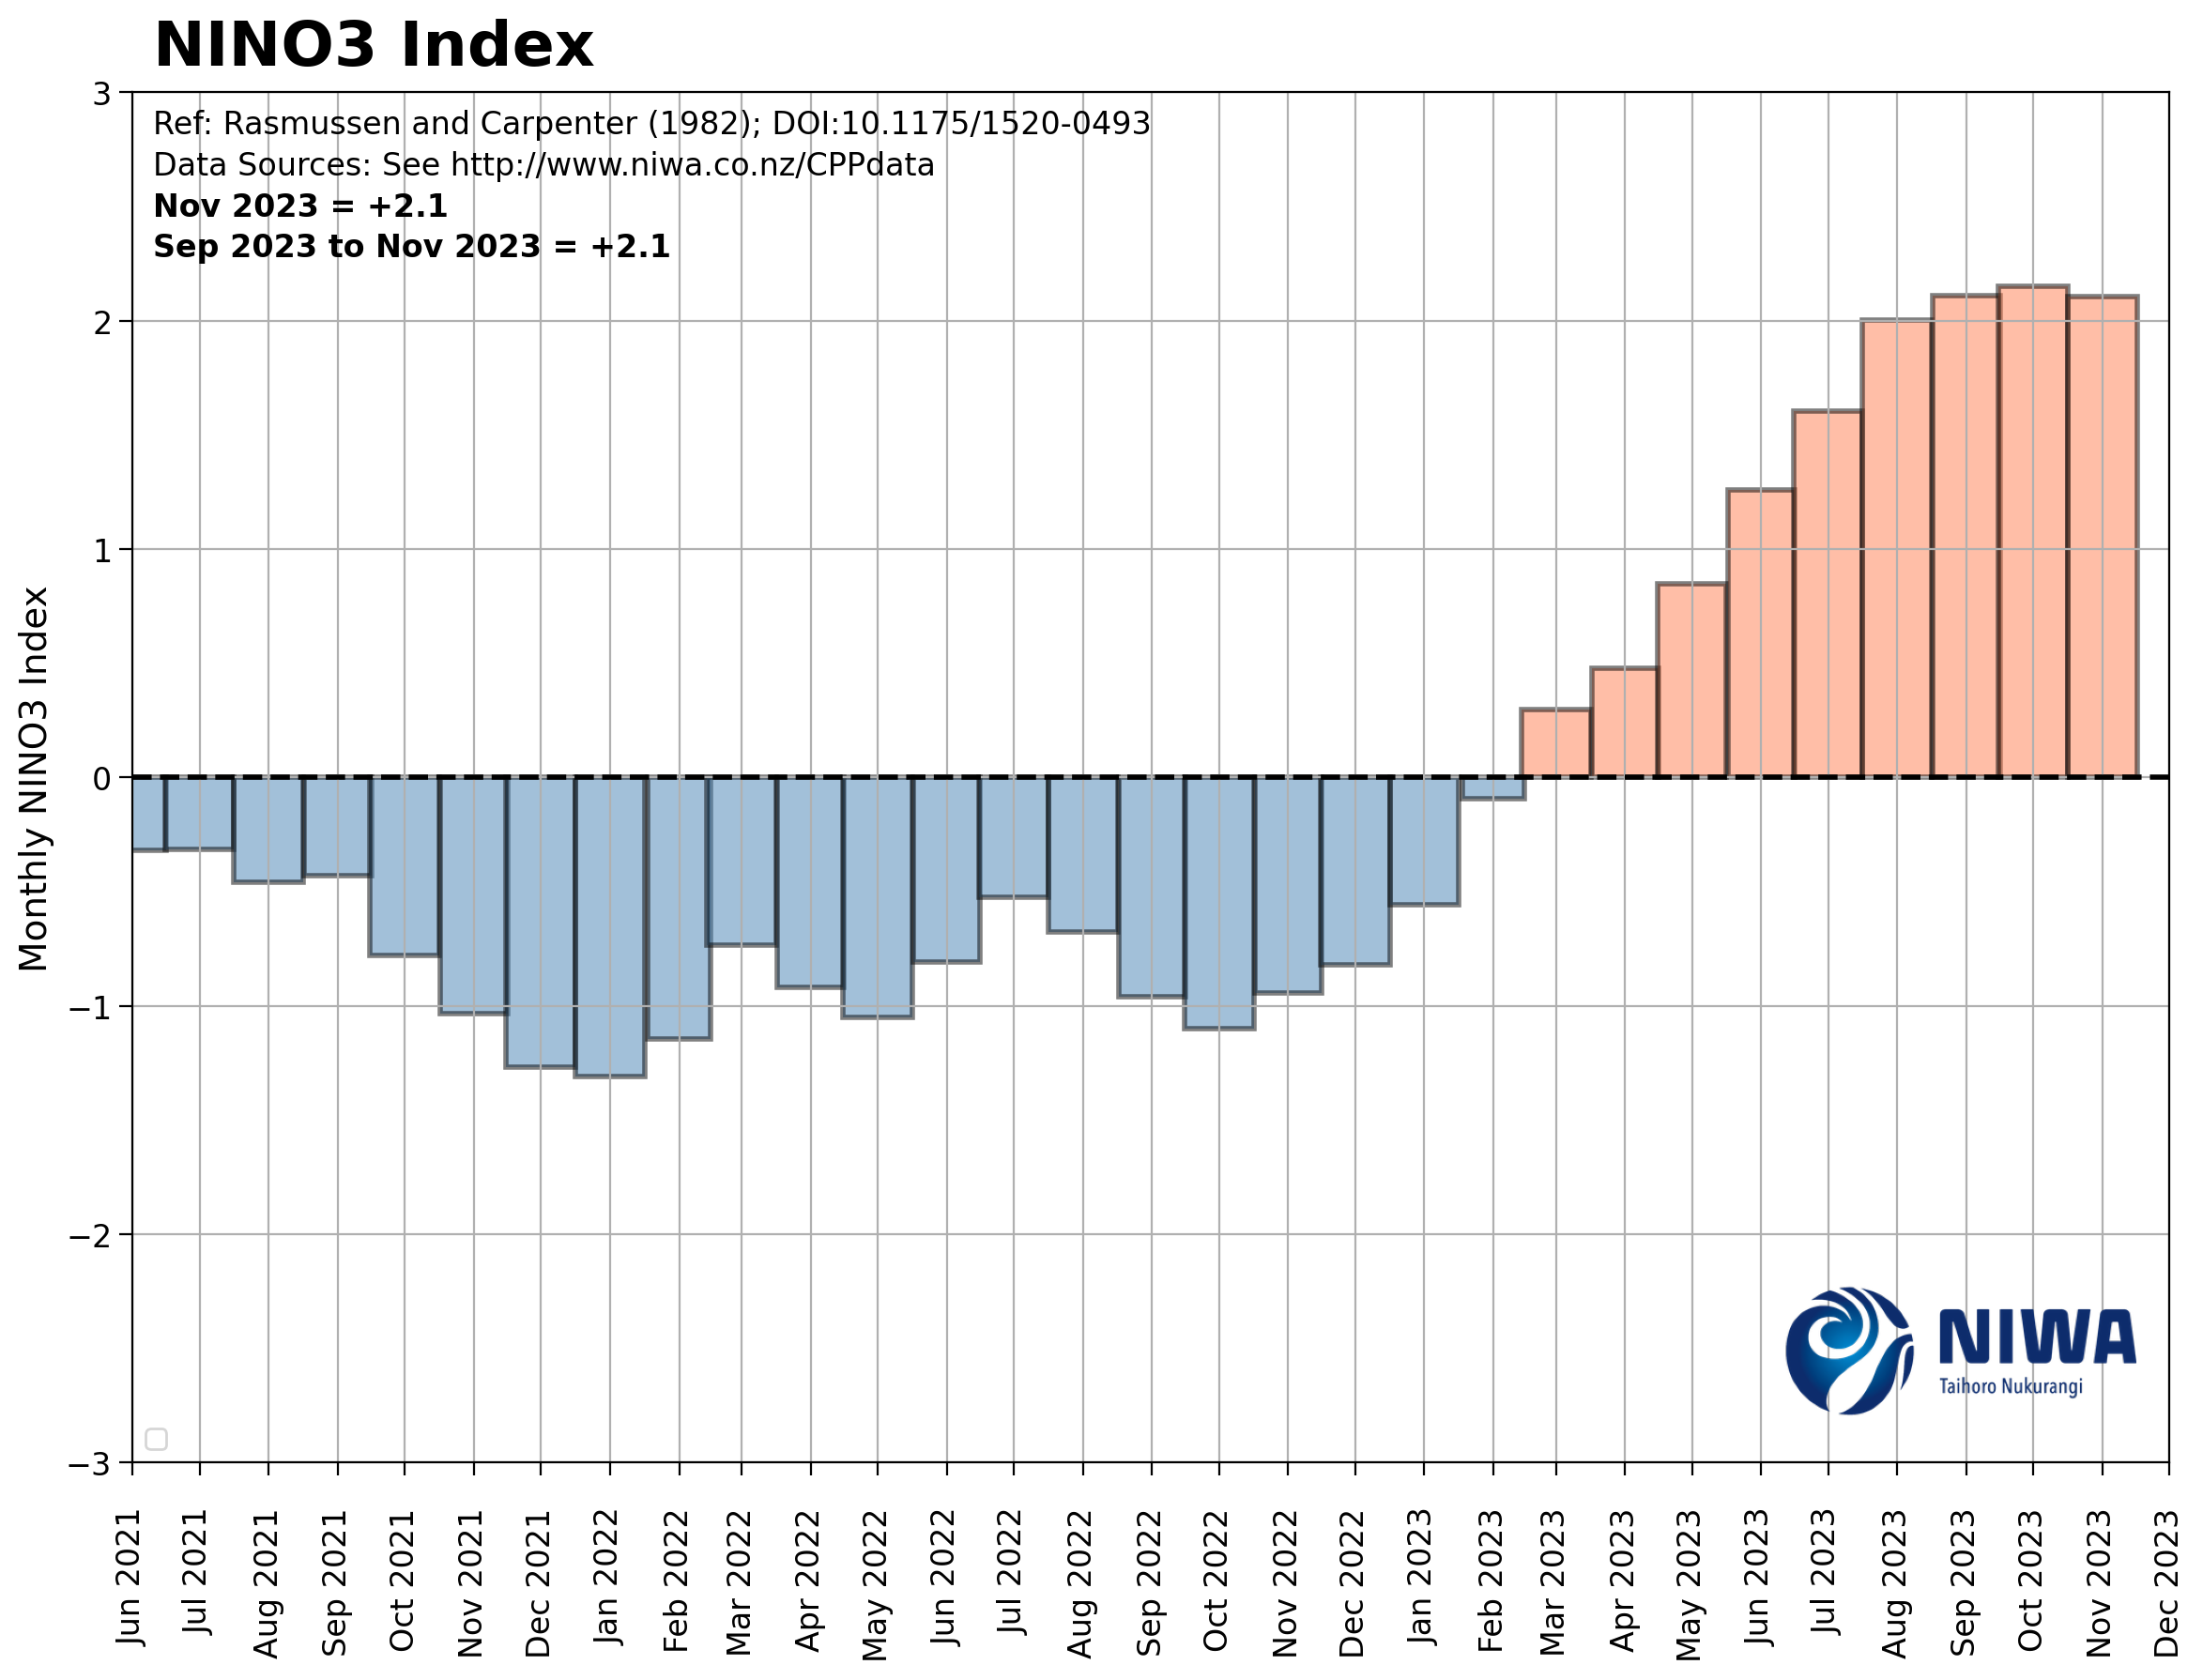 NINO3 Index
Ref: Rasmussen and Carpenter (1982); DOI:10.1175/1520-0493
Data Sources: See http://www.niwa.co.nz/CPPdata
Nov 2023 = +2.1
Sep 2023 to Nov 2023 = +2.1
Monthly NINO3 Index
3
2
1
0
−1
−2
−3
NIWA
Taihoro Nukurangi
Jun 2021
Jul 2021
Aug 2021
Sep 2021
Oct 2021
Nov 2021
Dec 2021
Jan 2022
Feb 2022
Mar 2022
Apr 2022
May 2022
Jun 2022
Jul 2022
Aug 2022
Sep 2022
Oct 2022
Nov 2022
Dec 2022
Jan 2023
Feb 2023
Mar 2023
Apr 2023
May 2023
Jun 2023
Jul 2023
Aug 2023
Sep 2023
Oct 2023
Nov 2023
Dec 2023